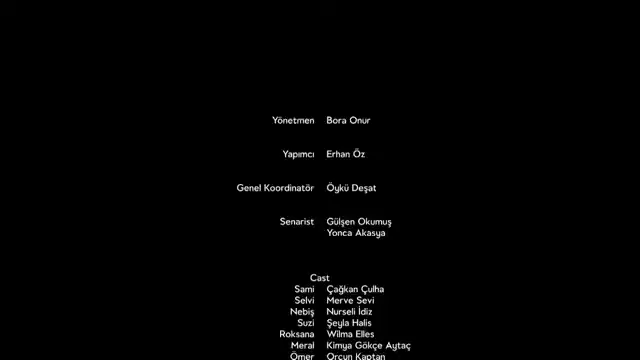 Yönetmen Bora Onur
Yapımcı Erhan Öz
Genel Koordinatör Öykü Deşat
Senarist Gülşen Okumuş
Yonca Akasya
Cast
Sami Çağkan Çulha
Selvi Merve Sevi
Nebiş Nurseli İdiz
Suzi Şeyla Halis
Roksana Wilma Elles
Meral Kimya Gökçe Aytaç
Ömer Orçun Kaptan